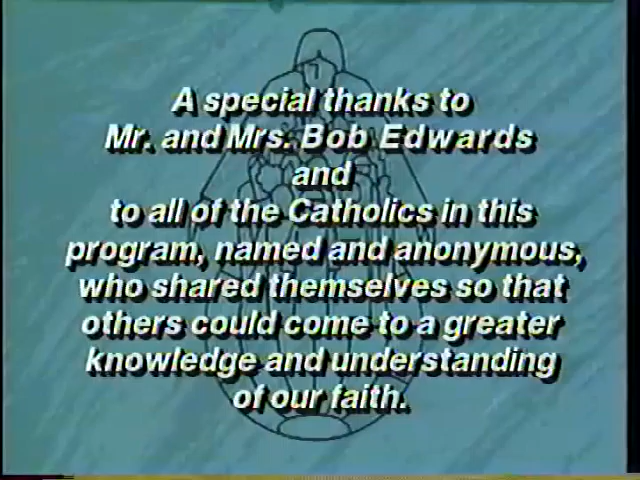 A special thanks to
Mr. and Mrs. Bob Edwards
and
to all of the Catholics in this
program, named and anonymous,
who shared themselves so that
others could come to a greater
knowledge and understanding
of our faith.